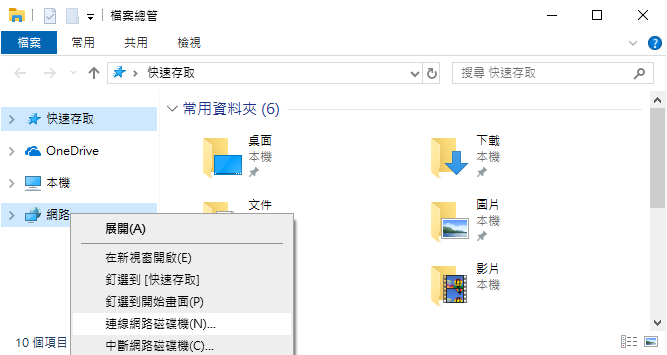 檔案總管
檔案 常用 共用 檢視
快速存取 搜尋 快速存取
快速存取
OneDrive
本機
網路
常用資料夾 (6)
桌面
本機
下載
本機
文件
圖片
本機
影片
本機
展開(A)
在新視窗開啟(E)
釘選到 [快速存取]
釘選到開始畫面(P)
連線網路磁碟機(N)...
中斷網路磁碟機(C)...
10 個項目